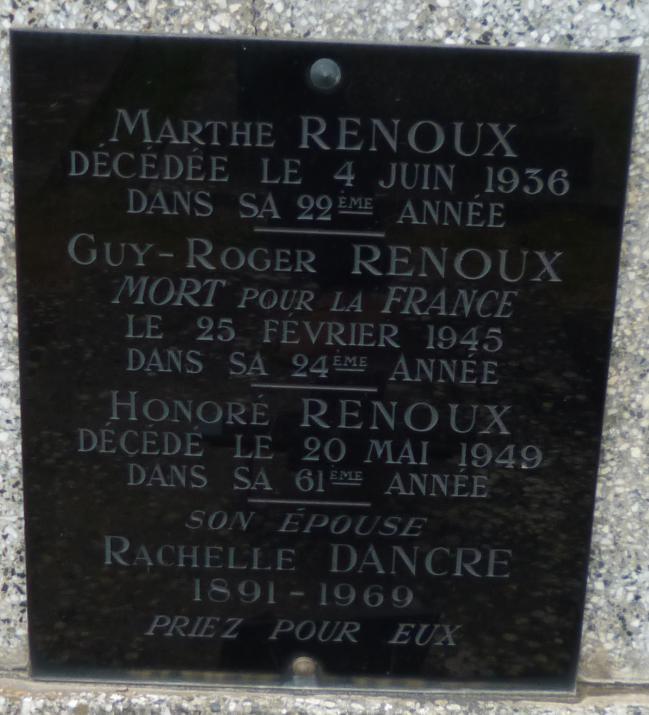 MARTHE RENOUX
DÉCÉDÉE LE 4 JUIN 1936
DANS SA 22ÈME ANNÉE
GUY-ROGER RENOUX
MORT POUR LA FRANCE
LE 25 FÉVRIER 1945
DANS SA 24ÈME ANNÉE
HONORÉ RENOUX
DÉCÉDÉ LE 20 MAI 1949
DANS SA 61ÈME ANNÉE
SON ÉPOUSE
RACHELLE DANCRE
1891-1969
PRIEZ POUR EUX